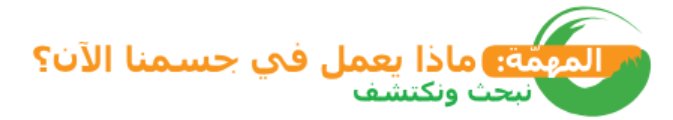 المهمّة: ماذا يعمل في جسمنا الآن؟
نبحث ونكتشف